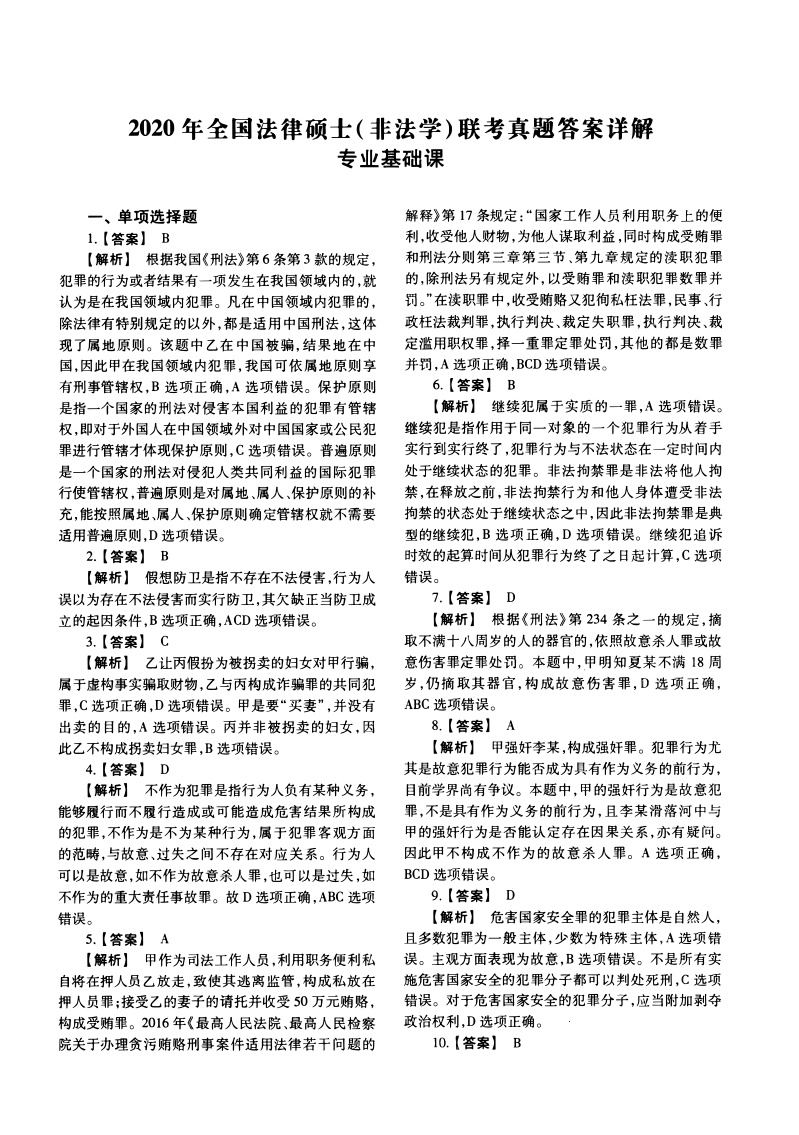 2020 年全国法律硕士(非法学)联考真题答案详解
专业基础课
一、单项选择题
1.【答案】 B
【解析】 根据我国《刑法》第 6 条第 3 款的规定,
犯罪的行为或者结果有一项发生在我国领域内的,就
认为是在我国领域内犯罪。凡在中国领域内犯罪的,
除法律有特别规定的以外,都是适用中国刑法,这体
现了属地原则。该题中乙在中国被骗,结果地在中
国,因此甲在我国领域内犯罪,我国可依属地原则享
有刑事管辖权,B 选项正确,A 选项错误。保护原则
是指一个国家的刑法对侵害本国利益的犯罪有管辖
权,即对于外国人在中国领域外对中国国家或公民犯
罪进行管辖才体现保护原则,C 选项错误。普遍原则
是一个国家的刑法对侵犯人类共同利益的国际犯罪
行使管辖权,普遍原则是对属地、属人、保护原则的补
充,能按照属地、属人、保护原则确定管辖权就不需要
适用普遍原则,D 选项错误。
2.【答案】 B
【解析】 假想防卫是指不存在不法侵害,行为人
误以为存在不法侵害而实行防卫,其欠缺正当防卫成
立的起因条件,B 选项正确,ACD 选项错误。
3.【答案】 C
【解析】 乙让丙假扮为被拐卖的妇女对甲行骗,
属于虚构事实骗取财物,乙与丙构成诈骗罪的共同犯
罪,C 选项正确,D 选项错误。甲是要“买妻”,并没有
出卖的目的,A 选项错误。丙并非被拐卖的妇女,因
此乙不构成拐卖妇女罪,B 选项错误。
4.【答案】 D
【解析】 不作为犯罪是指行为人负有某种义务,
能够履行而不履行造成或可能造成危害结果所构成
的犯罪,不作为是不为某种行为,属于犯罪客观方面
的范畴,与故意、过失之间不存在对应关系。行为人
可以是故意,如不作为故意杀人罪,也可以是过失,如
不作为的重大责任事故罪。故 D 选项正确,ABC 选项
错误。
5.【答案】 A
【解析】 甲作为司法工作人员,利用职务便利私
自将在押人员乙放走,致使其逃离监管,构成私放在
押人员罪;接受乙的妻子的请托并收受 50 万元贿赂,
构成受贿罪。2016 年《最高人民法院、最高人民检察
院关于办理贪污贿赂刑事案件适用法律若干问题的
解释》第 17 条规定:“国家工作人员利用职务上的便
利,收受他人财物,为他人谋取利益,同时构成受贿罪
和刑法分则第三章第三节、第九章规定的渎职犯罪
的,除刑法另有规定外,以受贿罪和渎职犯罪数罪并
罚。”在渎职罪中,收受贿赂又犯徇私枉法罪,民事、行
政枉法裁判罪,执行判决、裁定失职罪,执行判决、裁
定滥用职权罪,择一重罪定罪处罚,其他的都是数罪
并罚,A 选项正确,BCD 选项错误。
6.【答案】 B
【解析】 继续犯属于实质的一罪,A 选项错误。
继续犯是指作用于同一对象的一个犯罪行为从着手
实行到实行终了,犯罪行为与不法状态在一定时间内
处于继续状态的犯罪。非法拘禁罪是非法将他人拘
禁,在释放之前,非法拘禁行为和他人身体遭受非法
拘禁的状态处于继续状态之中,因此非法拘禁罪是典
型的继续犯,B 选项正确,D 选项错误。继续犯追诉
时效的起算时间从犯罪行为终了之日起计算,C 选项
错误。
7.【答案】 D
【解析】 根据《刑法》第 234 条之一的规定,摘
取不满十八周岁的人的器官的,依照故意杀人罪或故
意伤害罪定罪处罚。本题中,甲明知夏某不满 18 周
岁,仍摘取其器官,构成故意伤害罪,D 选项正确,
ABC 选项错误。
8.【答案】 A
【解析】 甲强奸李某,构成强奸罪。犯罪行为尤
其是故意犯罪行为能否成为具有作为义务的前行为,
目前学界尚有争议。本题中,甲的强奸行为是故意犯
罪,不是具有作为义务的前行为,且李某滑落河中与
甲的强奸行为是否能认定存在因果关系,亦有疑问。
因此甲不构成不作为的故意杀人罪。A 选项正确,
BCD 选项错误。
9.【答案】 D
【解析】 危害国家安全罪的犯罪主体是自然人,
且多数犯罪为一般主体,少数为特殊主体,A 选项错
误。主观方面表现为故意,B 选项错误。不是所有实
施危害国家安全的犯罪分子都可以判处死刑,C 选项
错误。对于危害国家安全的犯罪分子,应当附加剥夺
政治权利,D 选项正确。
10.【答案】 B